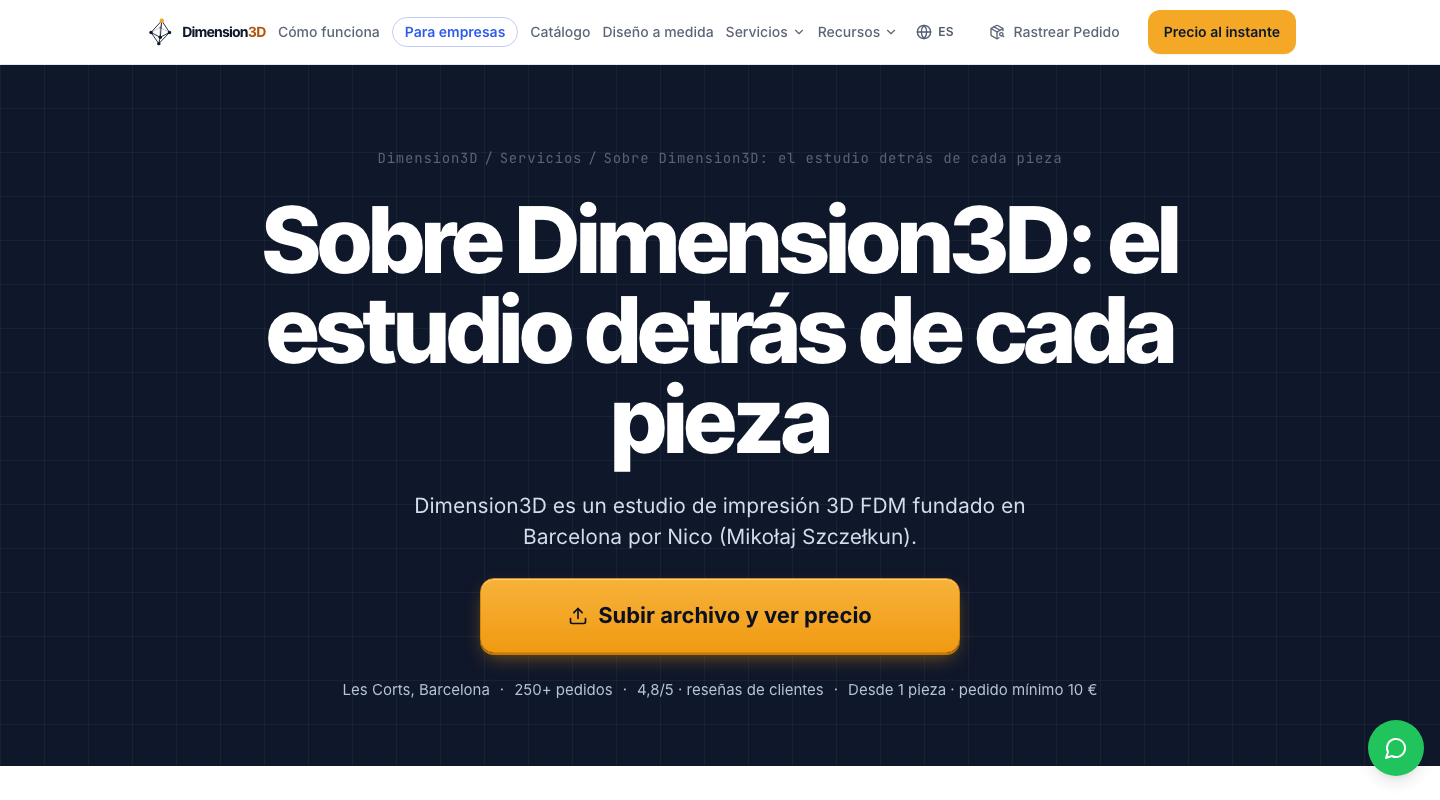 Dimension3D Cómo funciona Para empresas Catálogo Diseño a medida Servicios Recursos ES Rastrear Pedido Precio al instante
Dimension3D / Servicios / Sobre Dimension3D: el estudio detrás de cada pieza
Sobre Dimension3D: el
estudio detrás de cada
pieza
Dimension3D es un estudio de impresión 3D FDM fundado en
Barcelona por Nico (Mikołaj Szczełkun).
Subir archivo y ver precio
Les Corts, Barcelona · 250+ pedidos · 4,8/5 · reseñas de clientes · Desde 1 pieza · pedido mínimo 10 €